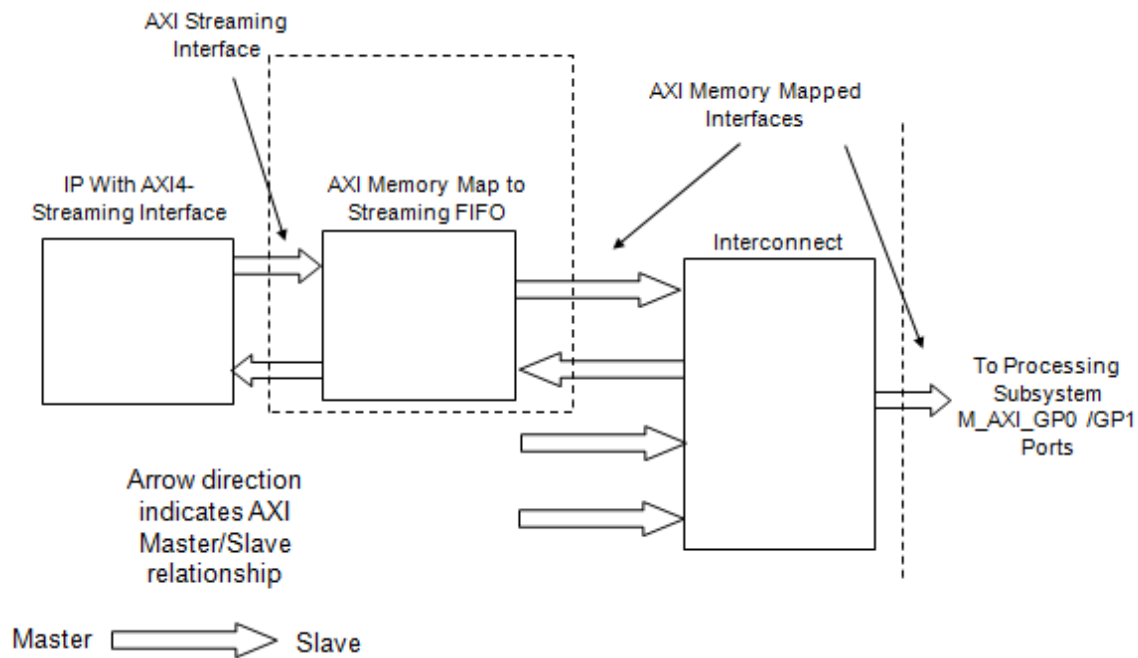 AXI Streaming
Interface
AXI Memory Mapped
Interfaces
IP With AXI4-
Streaming Interface
AXI Memory Map to
Streaming FIFO
Interconnect
To Processing
Subsystem
M_AXI_GP0 /GP1
Ports
Arrow direction
indicates AXI
Master/Slave
relationship
Master
Slave